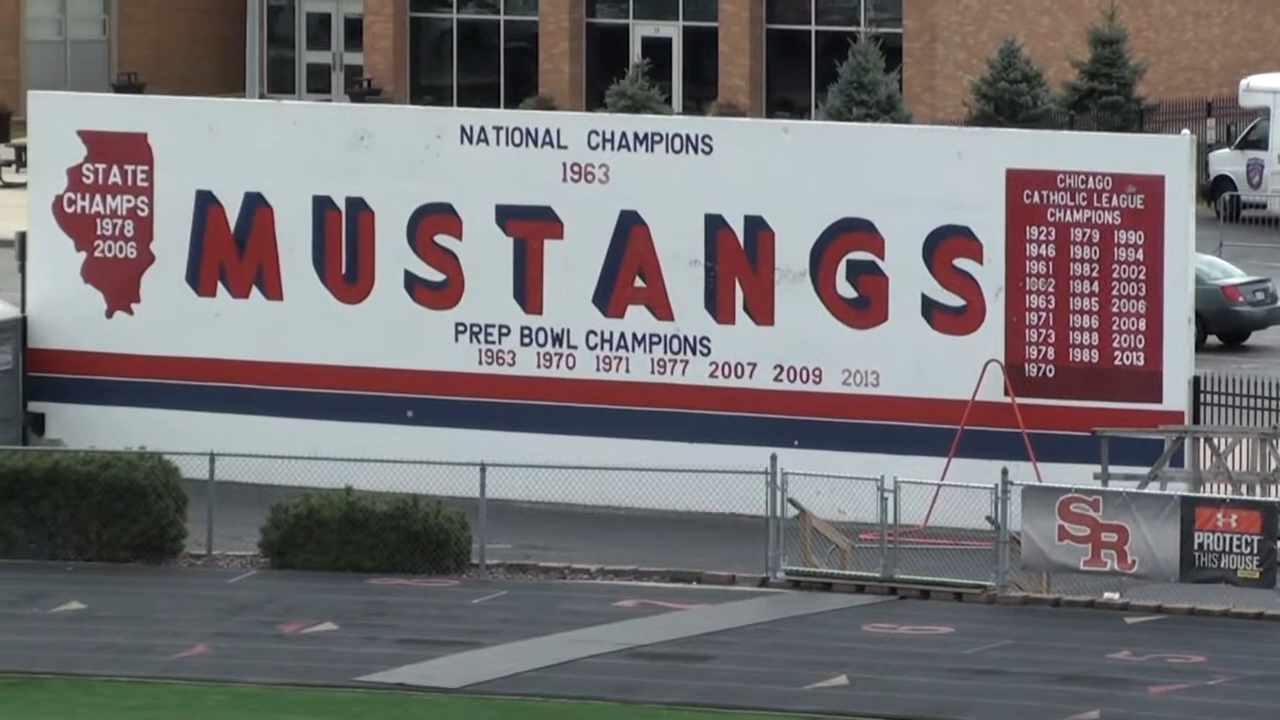 STATE
CHAMPS
1978
2006
NATIONAL CHAMPIONS
1963
MUSTANGS
PREP BOWL CHAMPIONS
1963 1970 1971 1977 2007 2009 2013
CHICAGO
CATHOLIC LEAGUE
CHAMPIONS
1923 1979 1990
1946 1980 1994
1961 1982 2002
1962 1984 2003
1963 1985 2006
1971 1986 2008
1973 1988 2010
1978 1989 2013
1970
SR
PROTECT
THIS HOUSE